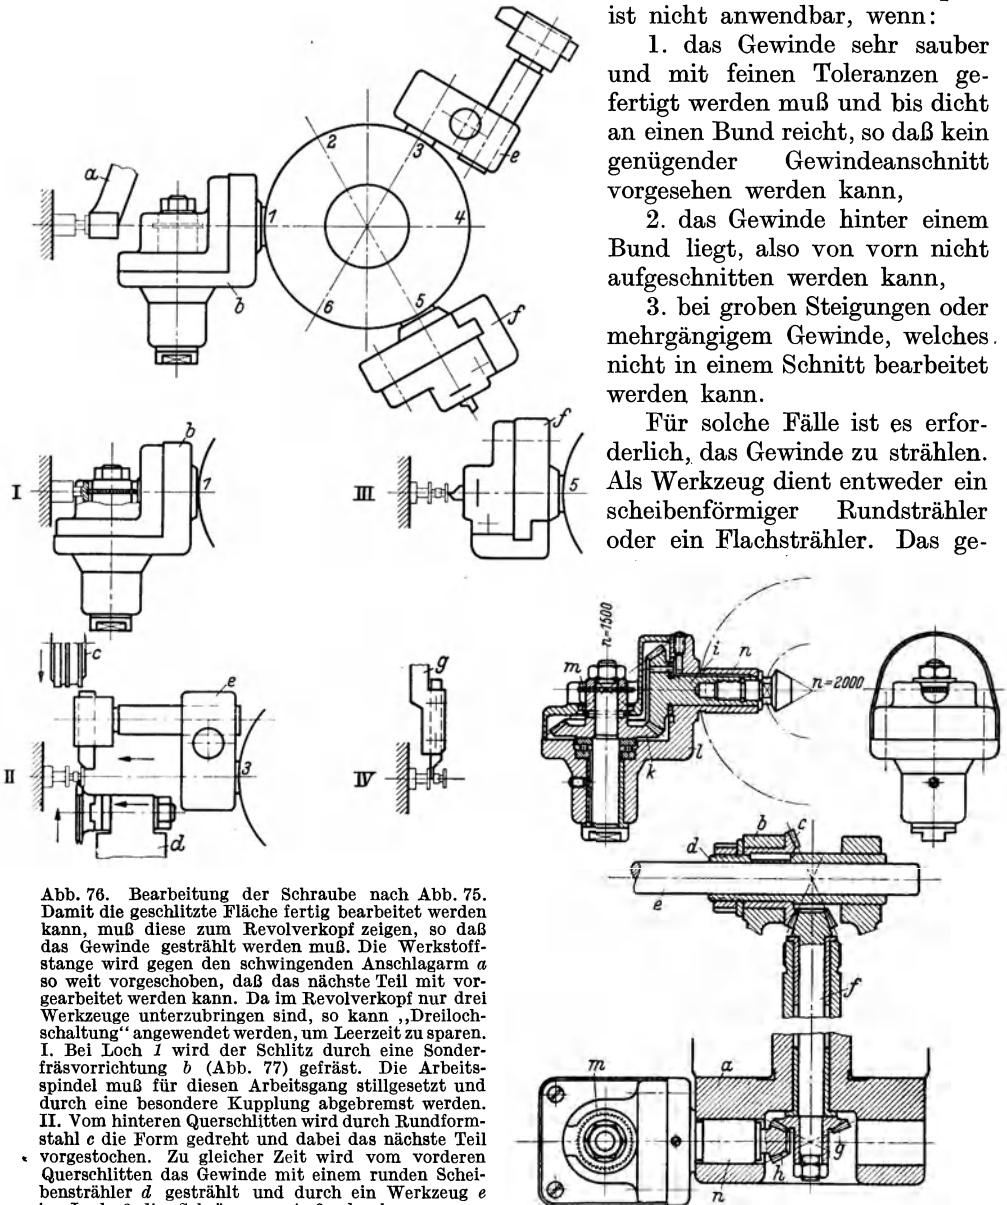 ist nicht anwendbar, wenn:
1. das Gewinde sehr sauber
und mit feinen Toleranzen ge-
fertigt werden muß und bis dicht
an einen Bund reicht, so daß kein
genügender Gewindeanschnitt
vorgesehen werden kann,
2. das Gewinde hinter einem
Bund liegt, also von vorn nicht
aufgeschnitten werden kann,
3. bei groben Steigungen oder
mehrgängigem Gewinde, welches
nicht in einem Schnitt bearbeitet
werden kann.
Für solche Fälle ist es erfor-
derlich, das Gewinde zu strählen.
Als Werkzeug dient entweder ein
scheibenförmiger Rundsträhler
oder ein Flachsträhler. Das ge-
a
b
1
2
3
4
5
6
e
f
I
b
1
III
f
5
c
e
II
3
d
g
IV
n=1500
m
i
n
n=2000
l
k
b
c
d
e
f
a
m
n
h
g
Abb. 76. Bearbeitung der Schraube nach Abb. 75.
Damit die geschlitzte Fläche fertig bearbeitet werden
kann, muß diese zum Revolverkopf zeigen, so daß
das Gewinde gestrählt werden muß. Die Werkstoff-
stange wird gegen den schwingenden Anschlagarm a
so weit vorgeschoben, daß das nächste Teil mit vor-
gearbeitet werden kann. Da im Revolverkopf nur drei
Werkzeuge unterzubringen sind, so kann „Dreiloch-
schaltung“ angewendet werden, um Leerzeit zu sparen.
I. Bei Loch 1 wird der Schlitz durch eine Sonder-
fräsvorrichtung b (Abb. 77) gefräst. Die Arbeits-
spindel muß für diesen Arbeitsgang stillgesetzt und
durch eine besondere Kupplung abgebremst werden.
II. Vom hinteren Querschlitten wird durch Rundform-
stahl c die Form gedreht und dabei das nächste Teil
vorgestochen. Zu gleicher Zeit wird vom vorderen
Querschlitten das Gewinde mit einem runden Schei-
bensträhler d gestrählt und durch ein Werkzeug e